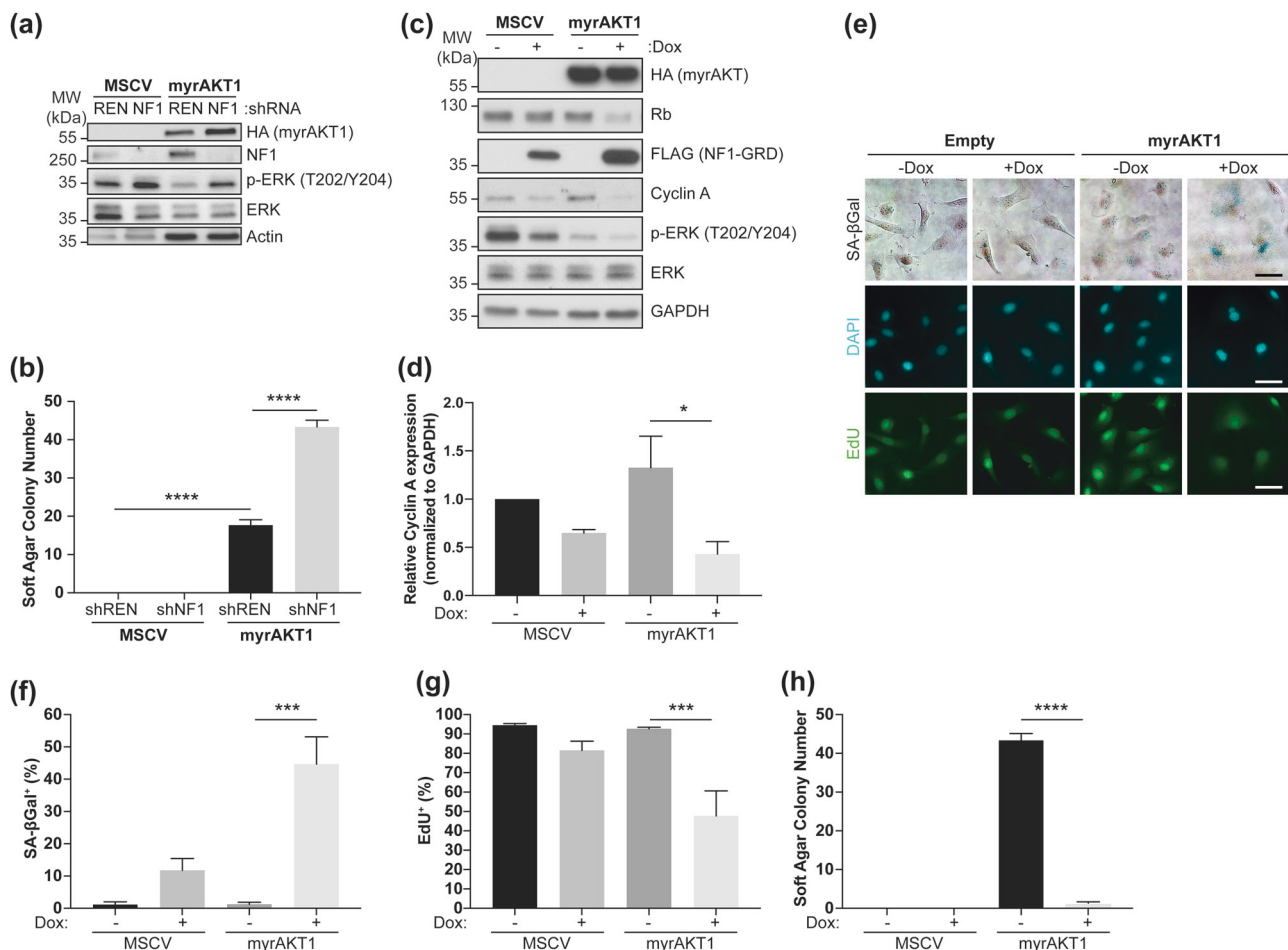 (a)
MSCV myrAKT1
MW
(kDa)
REN NF1 REN NF1 :shRNA
55 HA (myrAKT1)
250 NF1
35 p-ERK (T202/Y204)
35 ERK
35 Actin
(b)
Soft Agar Colony Number
50
40
30
20
10
0
****
****
shREN shNF1 shREN shNF1
MSCV myrAKT1
(c)
MSCV myrAKT1
MW
(kDa)
- + - + :Dox
55 HA (myrAKT)
130 Rb
35 FLAG (NF1-GRD)
55 Cyclin A
35 p-ERK (T202/Y204)
35 ERK
35 GAPDH
(d)
Relative Cyclin A expression
(normalized to GAPDH)
2.0
1.5
1.0
0.5
0.0
*
Dox: - + - +
MSCV myrAKT1
(e)
Empty myrAKT1
-Dox +Dox -Dox +Dox
SA-βGal
DAPI
EdU
(f)
SA-βGal⁺ (%)
60
50
40
30
20
10
0
***
Dox: - + - +
MSCV myrAKT1
(g)
EdU⁺ (%)
100
90
80
70
60
50
40
30
20
10
0
***
Dox: - + - +
MSCV myrAKT1
(h)
Soft Agar Colony Number
50
40
30
20
10
0
****
Dox: - + - +
MSCV myrAKT1